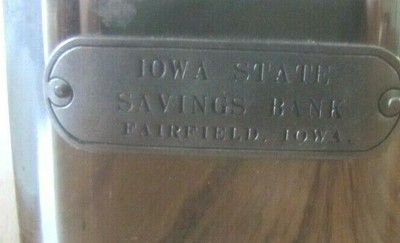 IOWA STATE
SAVINGS BANK
FAIRFIELD, IOWA.